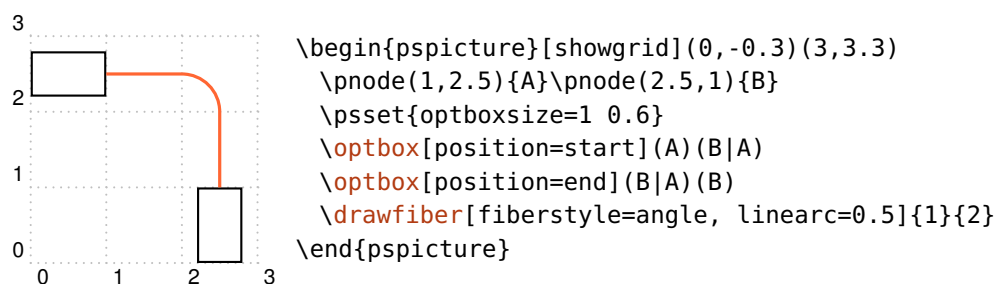 3
2
1
0
0 1 2 3
\begin{pspicture}[showgrid](0,-0.3)(3,3.3)
\pnode(1,2.5){A}\pnode(2.5,1){B}
\psset{optboxsize=1 0.6}
\optbox[position=start](A)(B|A)
\optbox[position=end](B|A)(B)
\drawfiber[fiberstyle=angle, linearc=0.5]{1}{2}
\end{pspicture}